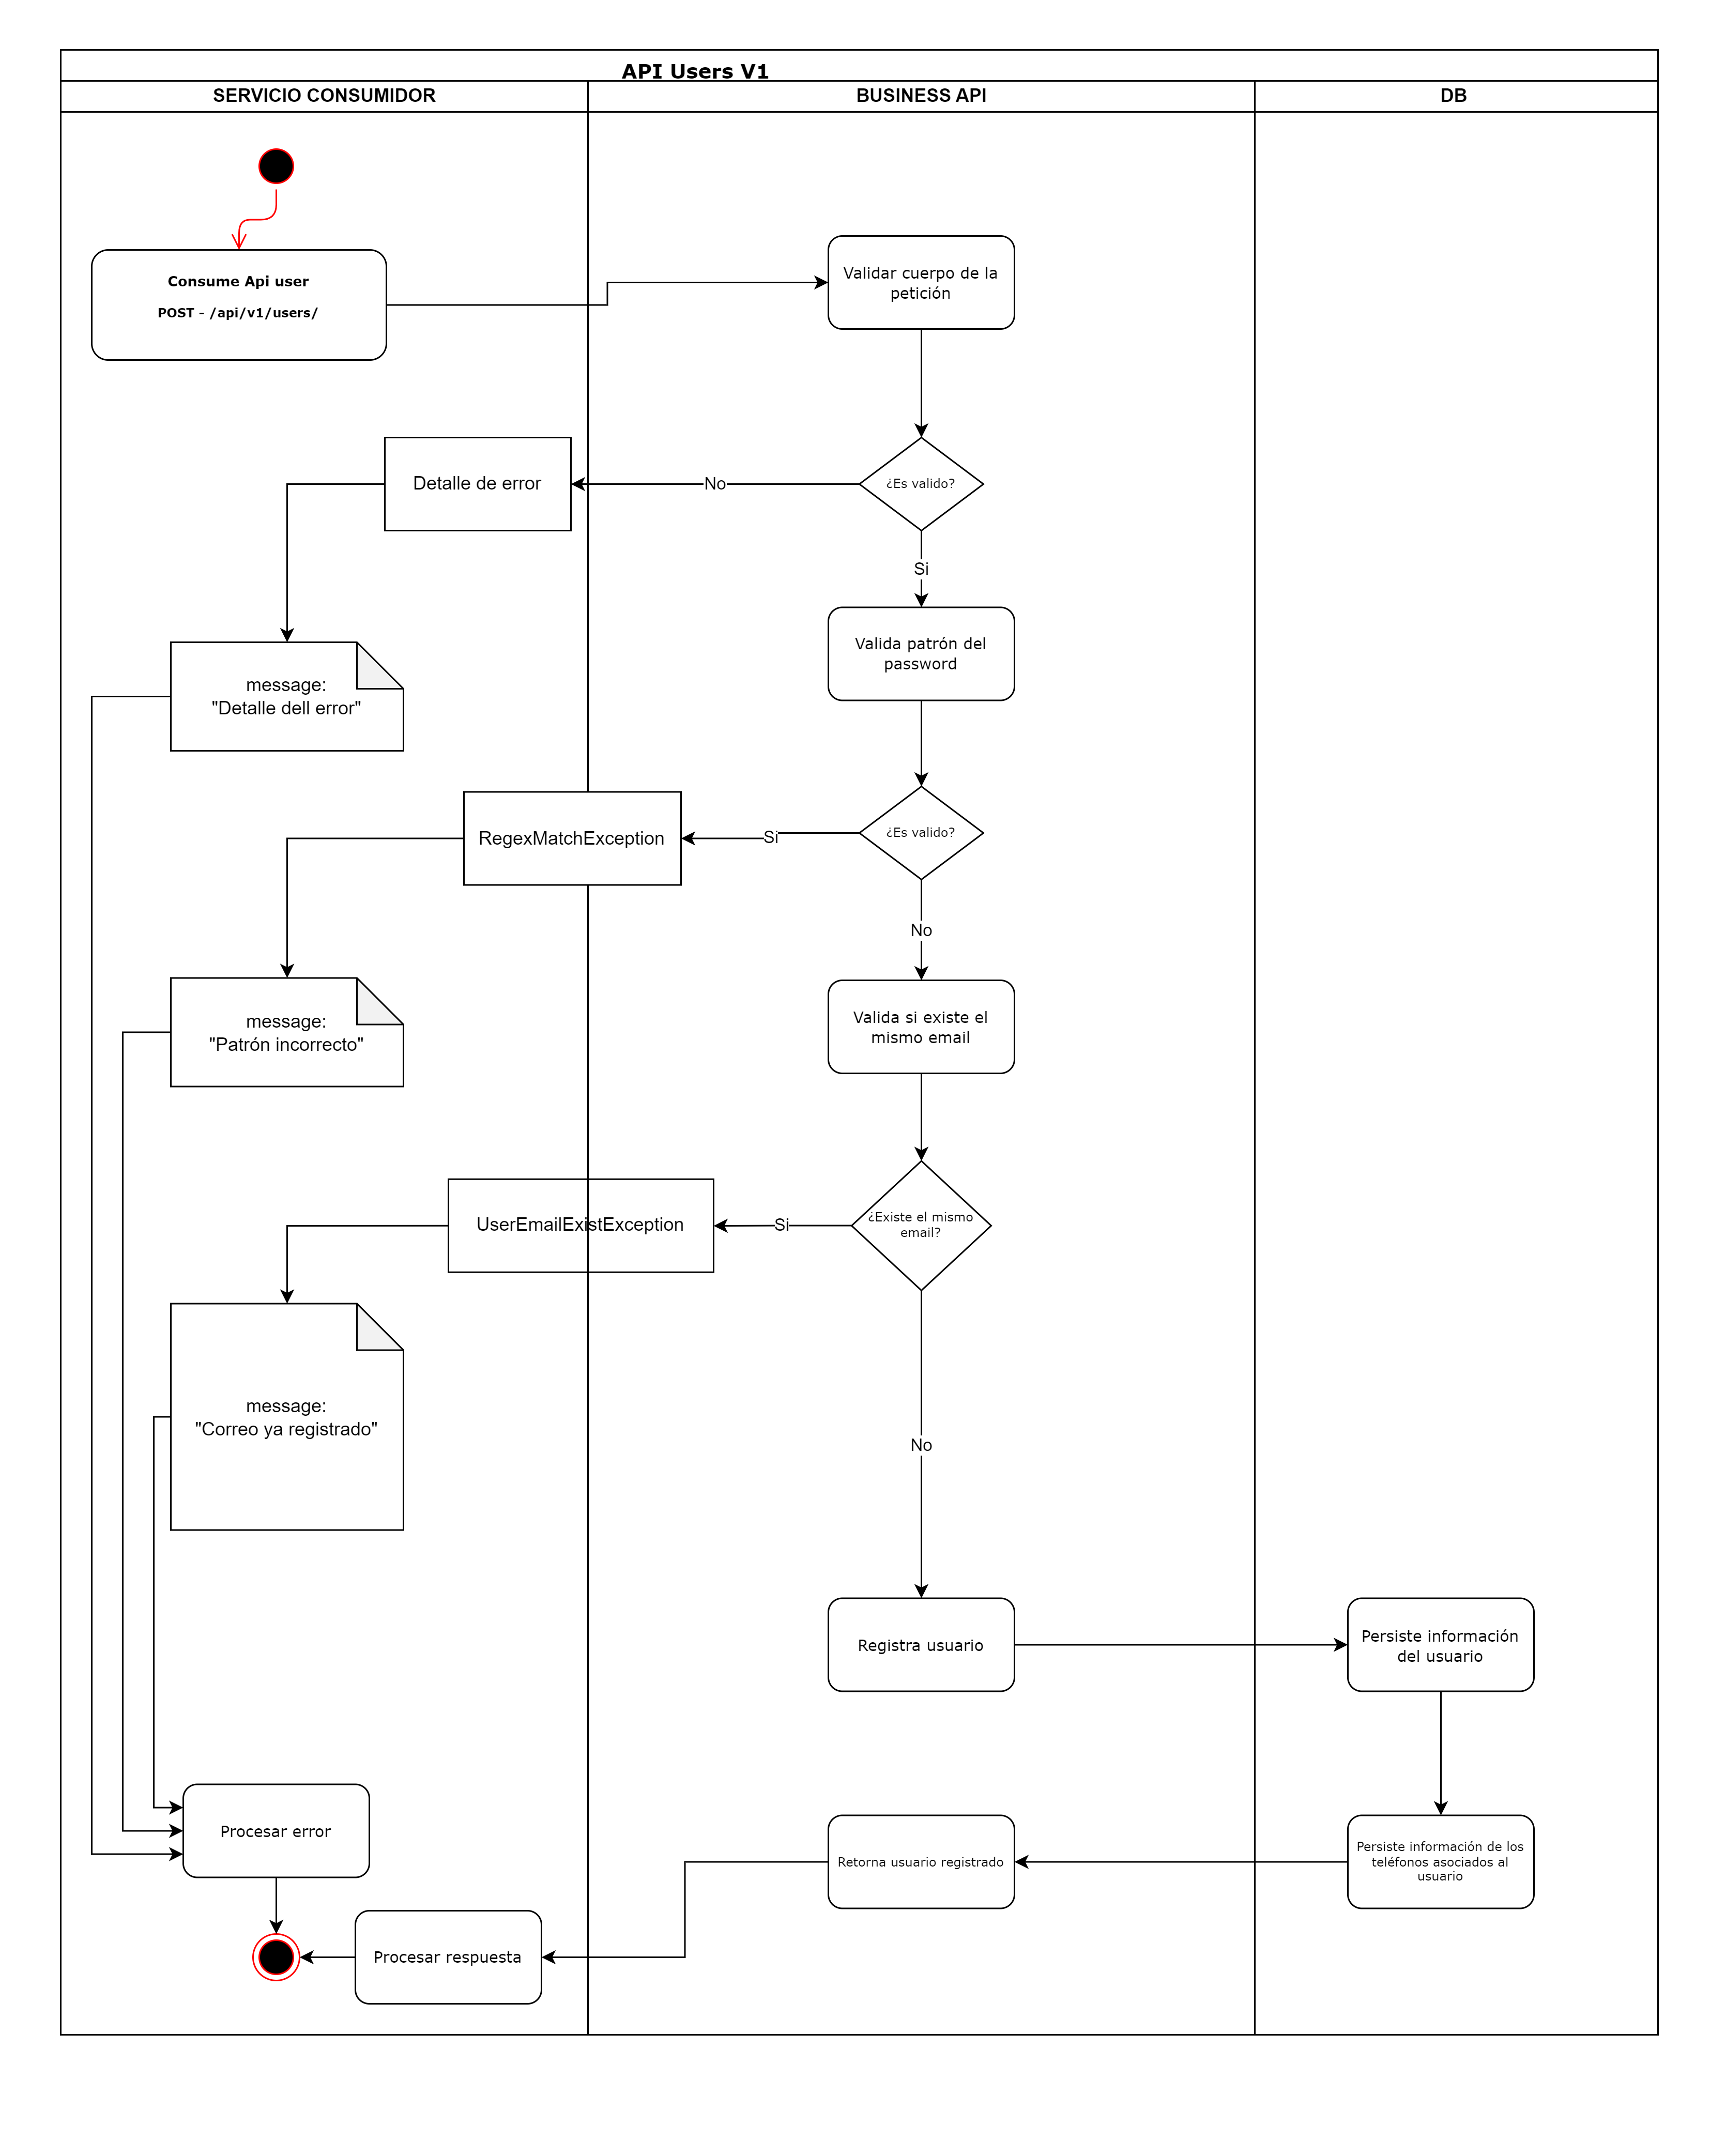 API Users V1
SERVICIO CONSUMIDOR
BUSINESS API
DB
Consume Api user
POST - /api/v1/users/
Validar cuerpo de la
petición
¿Es valido?
No
Detalle de error
Si
message:
"Detalle dell error"
Valida patrón del
password
¿Es valido?
Si
RegexMatchException
No
message:
"Patrón incorrecto"
Valida si existe el
mismo email
¿Existe el mismo
email?
Si
UserEmailExistException
message:
"Correo ya registrado"
No
Registra usuario
Persiste información
del usuario
Persiste información de los
teléfonos asociados al
usuario
Retorna usuario registrado
Procesar error
Procesar respuesta